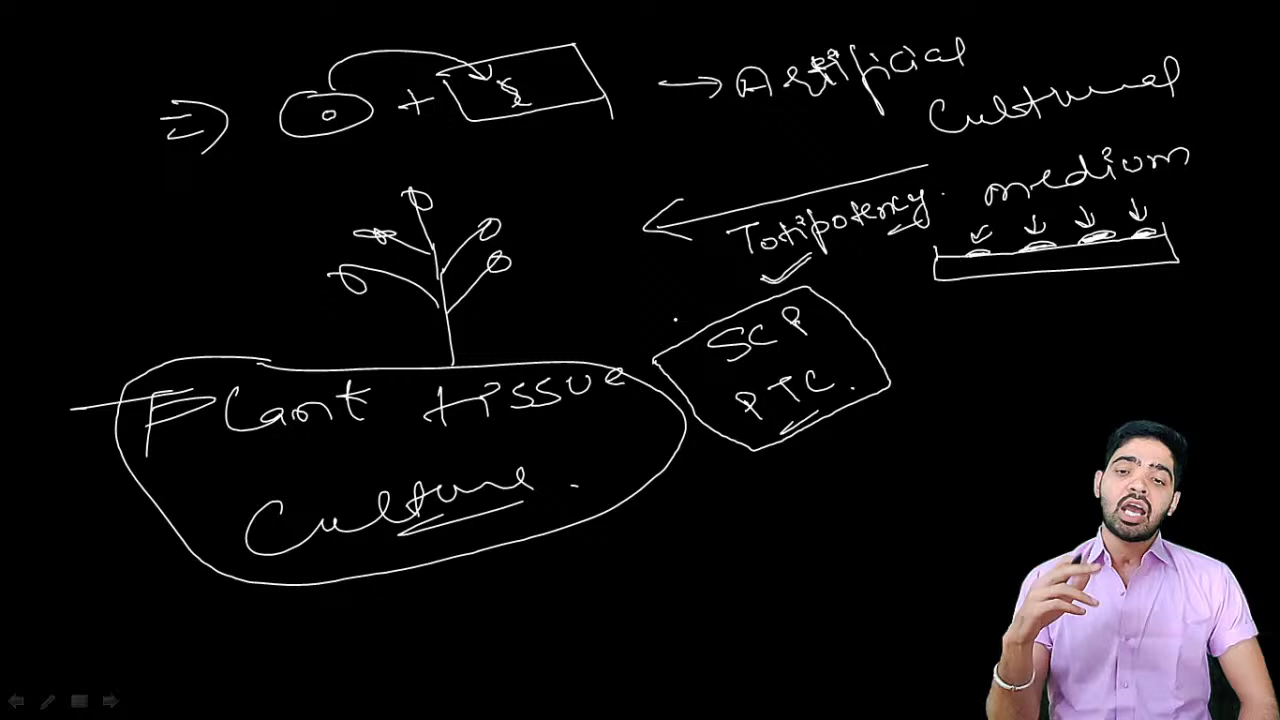 ⇒ + → Artificial
Cultural
medium
Totipotency.
SCP
PTC.
Plant tissue
Culture.